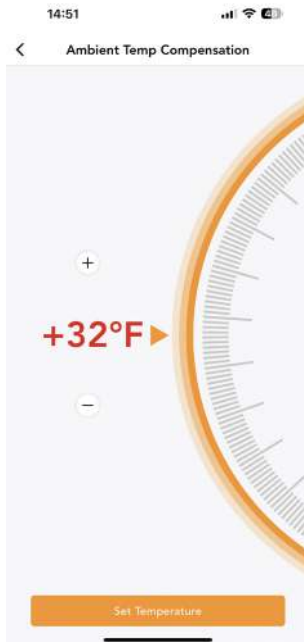 14:51
Ambient Temp Compensation
+
+32°F
−
Set Temperature